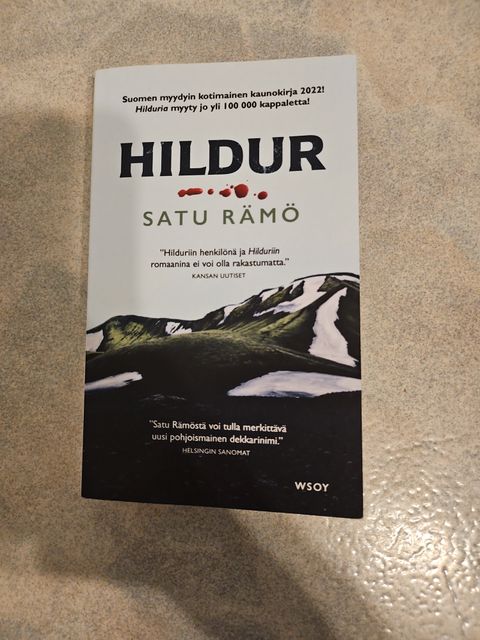 Suomen myydyin kotimainen kaunokirja 2022!
Hilduria myyty jo yli 100 000 kappaletta!
HILDUR
SATU RÄMÖ
"Hilduriin henkilönä ja Hilduriin
romaanina ei voi olla rakastumatta."
KANSAN UUTISET
"Satu Rämöstä voi tulla merkittävä
uusi pohjoismainen dekkarinimi."
HELSINGIN SANOMAT
WSOY